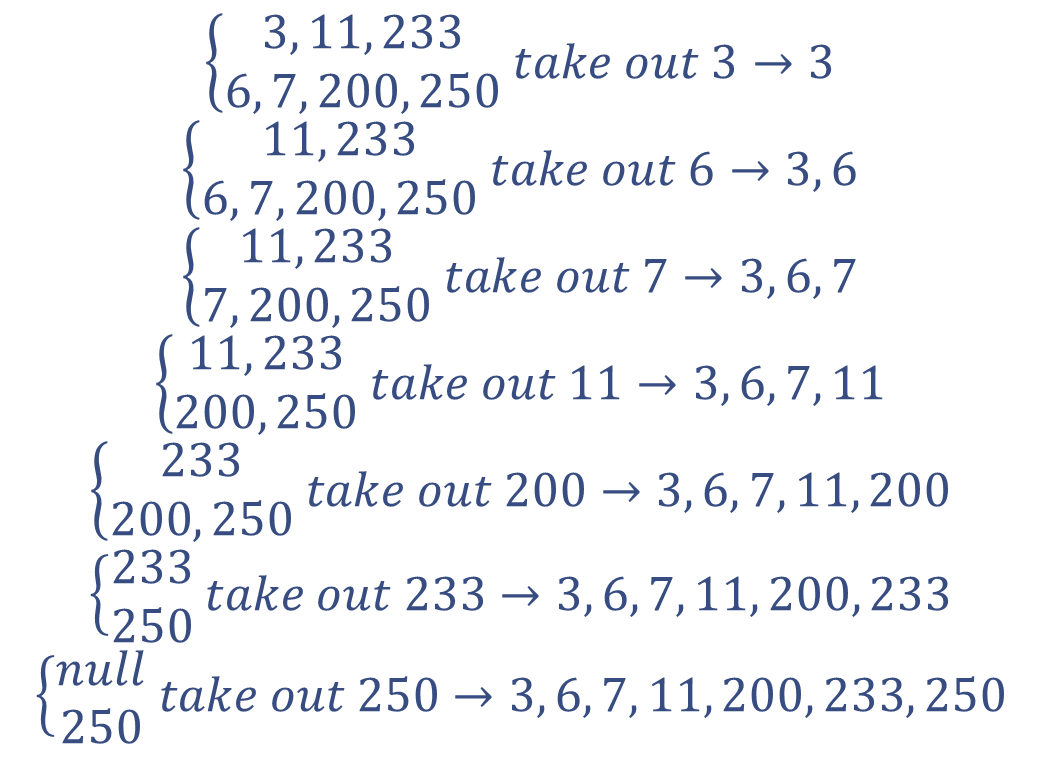 3, 11, 233
6, 7, 200, 250
take out 3 → 3
11, 233
6, 7, 200, 250
take out 6 → 3, 6
11, 233
7, 200, 250
take out 7 → 3, 6, 7
11, 233
200, 250
take out 11 → 3, 6, 7, 11
233
200, 250
take out 200 → 3, 6, 7, 11, 200
233
250
take out 233 → 3, 6, 7, 11, 200, 233
null
250
take out 250 → 3, 6, 7, 11, 200, 233, 250